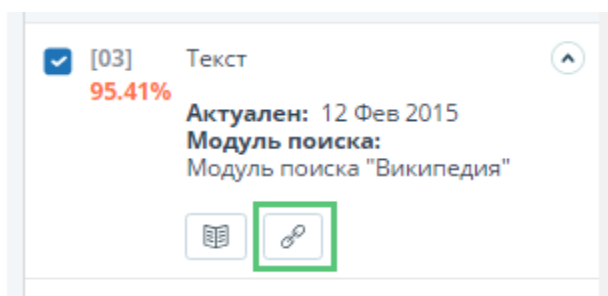 [03] Текст
95.41%
Актуален: 12 Фев 2015
Модуль поиска:
Модуль поиска "Википедия"